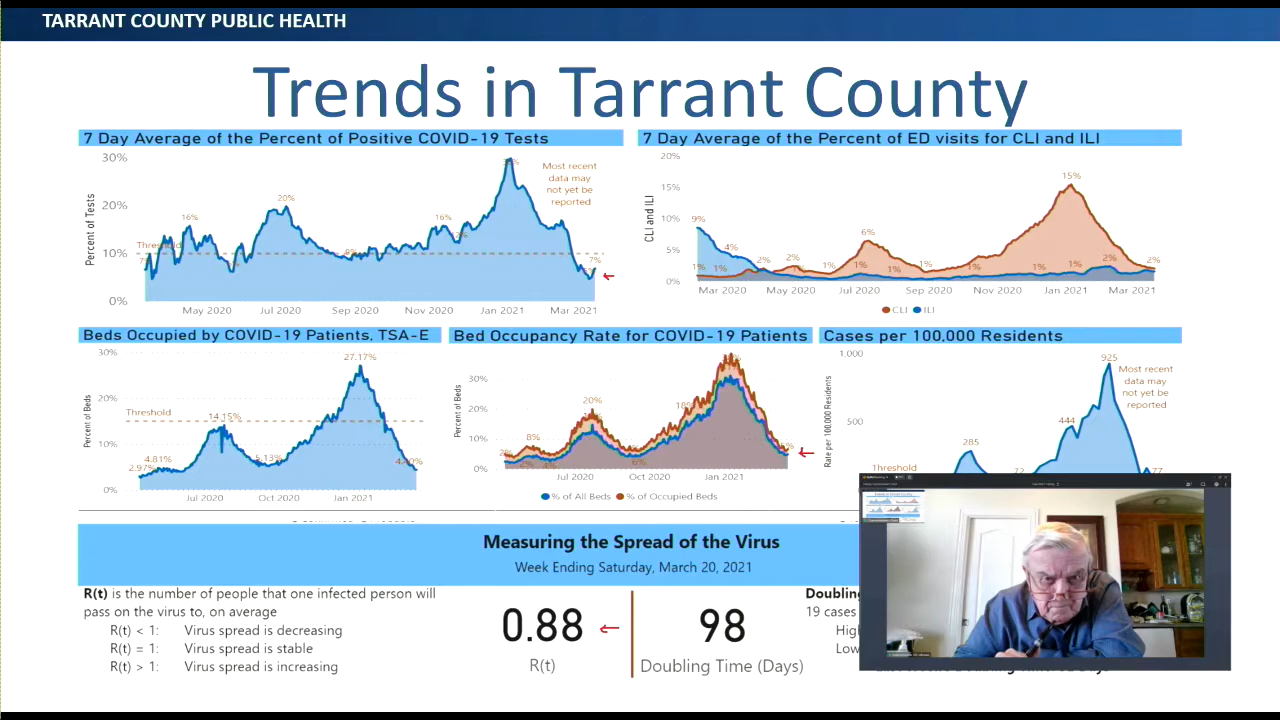 TARRANT COUNTY PUBLIC HEALTH
Trends in Tarrant County
7 Day Average of the Percent of Positive COVID-19 Tests
Percent of Tests
30%
20%
10%
0%
Threshold
16%
20%
8%
16%
12%
7%
Most recent
data may
not yet be
reported
May 2020 Jul 2020 Sep 2020 Nov 2020 Jan 2021 Mar 2021
7 Day Average of the Percent of ED visits for CLI and ILI
CLI and ILI
20%
15%
10%
5%
0%
9%
4%
1% 1% 2% 2% 1% 6% 1% 1% 1% 2% 1% 15% 1% 2% 2%
Mar 2020 May 2020 Jul 2020 Sep 2020 Nov 2020 Jan 2021 Mar 2021
CLI ILI
Beds Occupied by COVID-19 Patients, TSA-E
Percent of Beds
30%
20%
10%
0%
Threshold
27.17%
14.15%
4.81%
2.97%
5.13%
Jul 2020 Oct 2020 Jan 2021
Bed Occupancy Rate for COVID-19 Patients
Percent of Beds
30%
20%
10%
0%
8%
20%
18%
6%
Jul 2020 Oct 2020 Jan 2021
% of All Beds % of Occupied Beds
Cases per 100,000 Residents
Rate per 100,000 Residents
1,000
500
Threshold
285
72
444
925
77
Most recent
data may
not yet be
reported
Measuring the Spread of the Virus
Week Ending Saturday, March 20, 2021
R(t) is the number of people that one infected person will
pass on the virus to, on average
R(t) < 1: Virus spread is decreasing
R(t) = 1: Virus spread is stable
R(t) > 1: Virus spread is increasing
0.88
R(t)
98
Doubling Time (Days)
19 cases